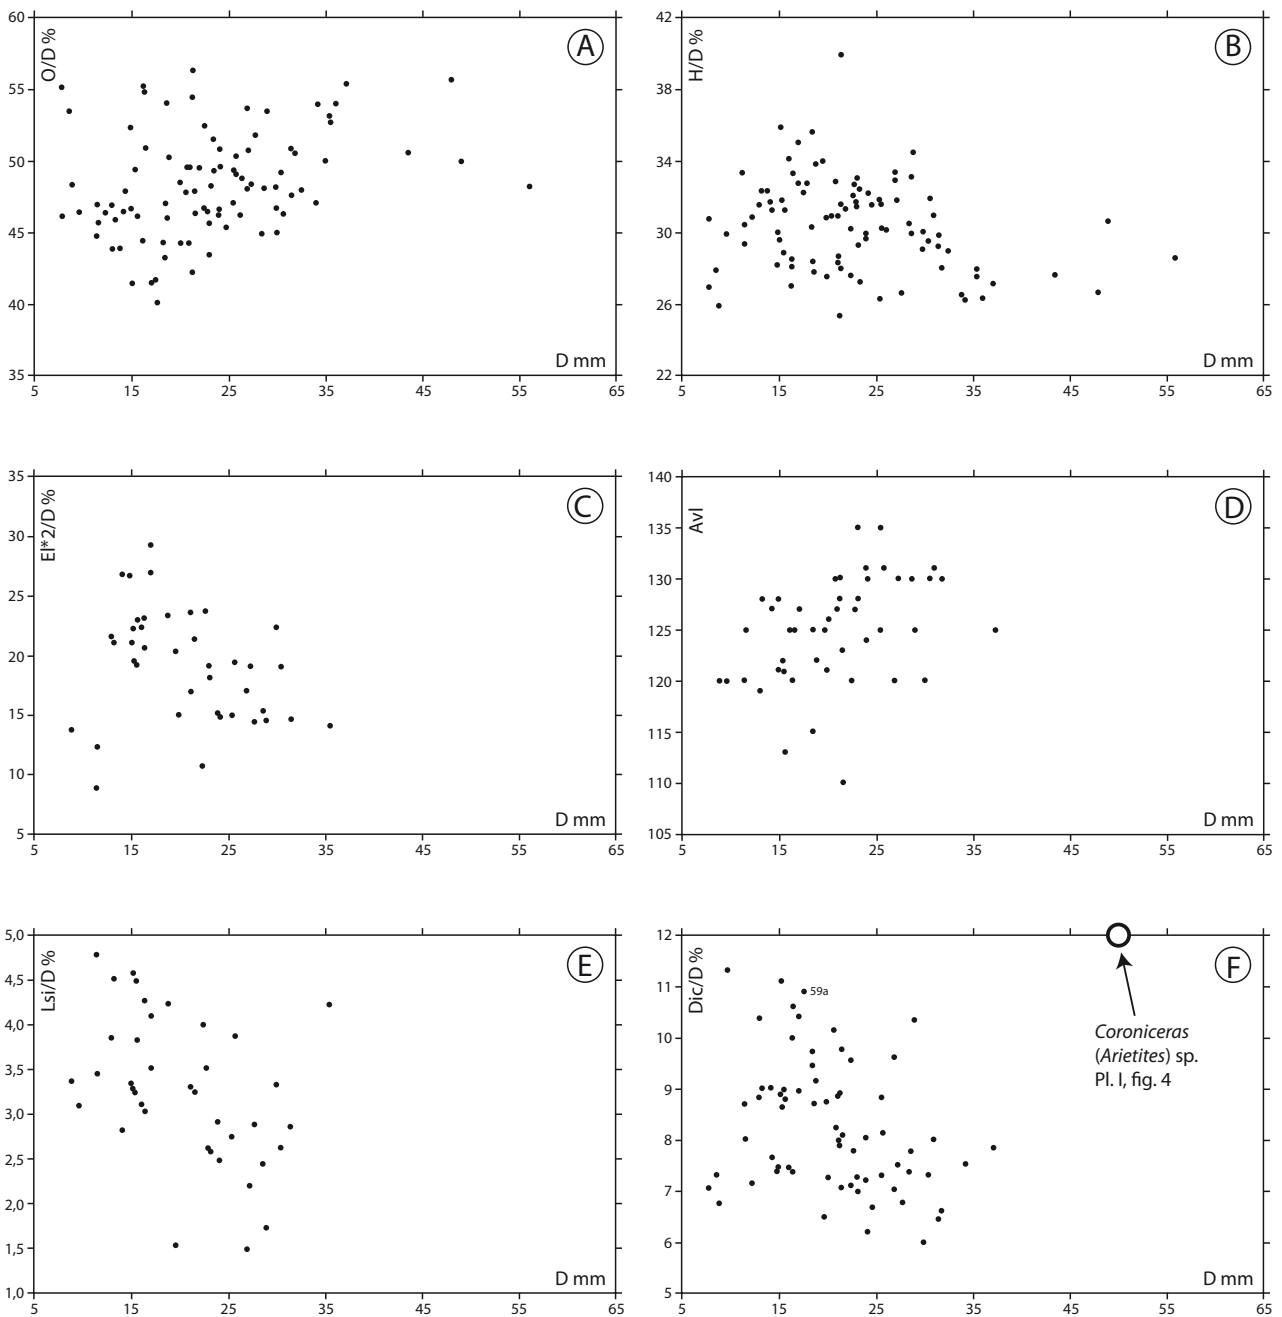 60
55
50
45
40
35
O/D %
A
D mm
5 15 25 35 45 55 65
42
38
34
30
26
22
H/D %
B
D mm
5 15 25 35 45 55 65
35
30
25
20
15
10
5
El*2/D %
C
D mm
5 15 25 35 45 55 65
140
135
130
125
120
115
110
105
Avl
D
D mm
5 15 25 35 45 55 65
5,0
4,5
4,0
3,5
3,0
2,5
2,0
1,5
1,0
Lsi/D %
E
D mm
5 15 25 35 45 55 65
12
11
10
9
8
7
6
5
Dic/D %
F
59a
Coroniceras
(Arietites) sp.
Pl. I, fig. 4
D mm
5 15 25 35 45 55 65